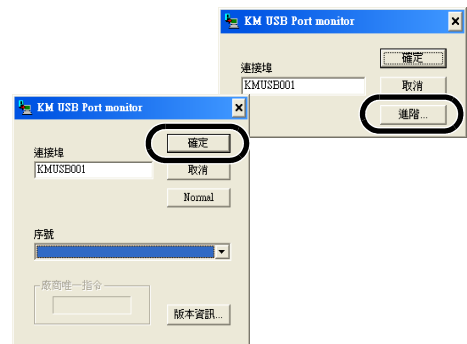 KM USB Port monitor
連接埠
KMUSB001
確定
取消
進階...
KM USB Port monitor
連接埠
KMUSB001
確定
取消
Normal
序號
廠商唯一指令
版本資訊...